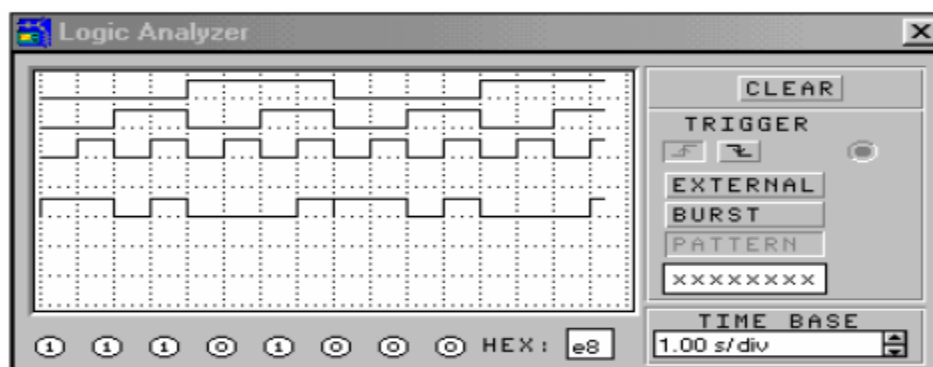 Logic Analyzer
CLEAR
TRIGGER
EXTERNAL
BURST
PATTERN
xxxxxxxx
TIME BASE
1.00 s/div
1 1 1 0 1 0 0 0 HEX: e8